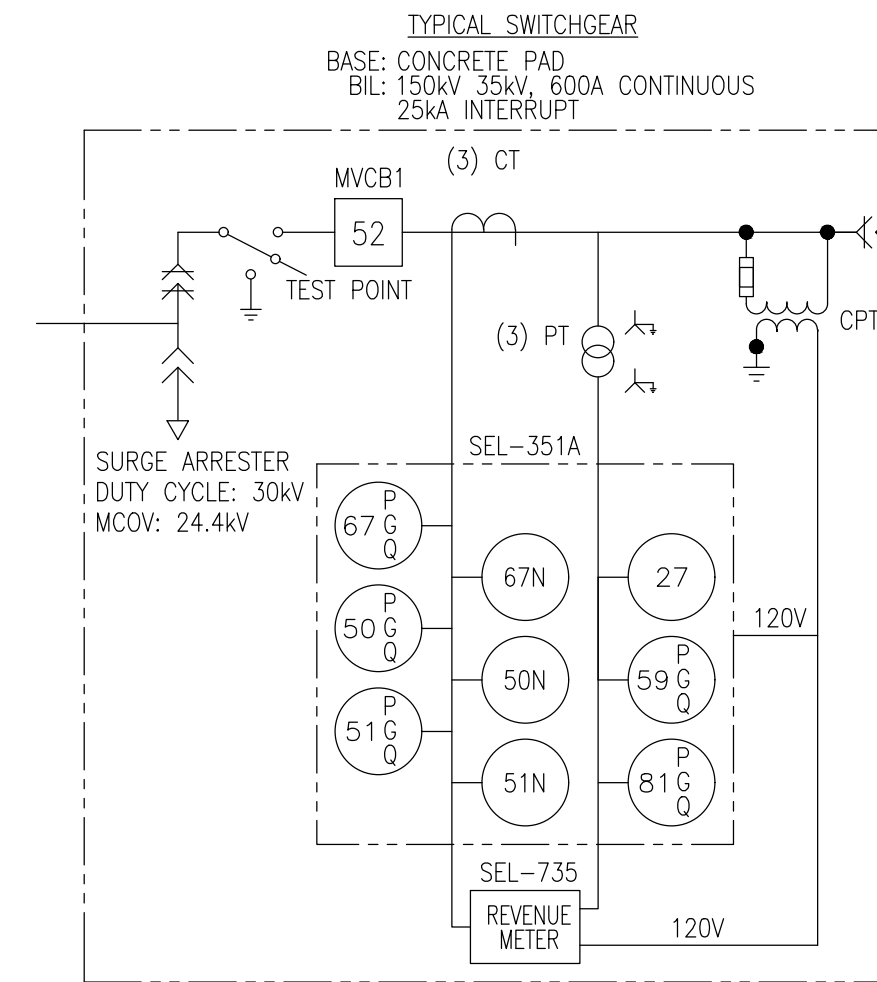 TYPICAL SWITCHGEAR
BASE: CONCRETE PAD
BIL: 150kV 35kV, 600A CONTINUOUS
25kA INTERRUPT
(3) CT
MVCB1
52
TEST POINT
(3) PT
CPT
SURGE ARRESTER
DUTY CYCLE: 30kV
MCOV: 24.4kV
SEL-351A
67 P G Q
67N
27
50 P G Q
50N
59 P G Q
51 P G Q
51N
81 P G Q
120V
SEL-735
REVENUE
METER
120V